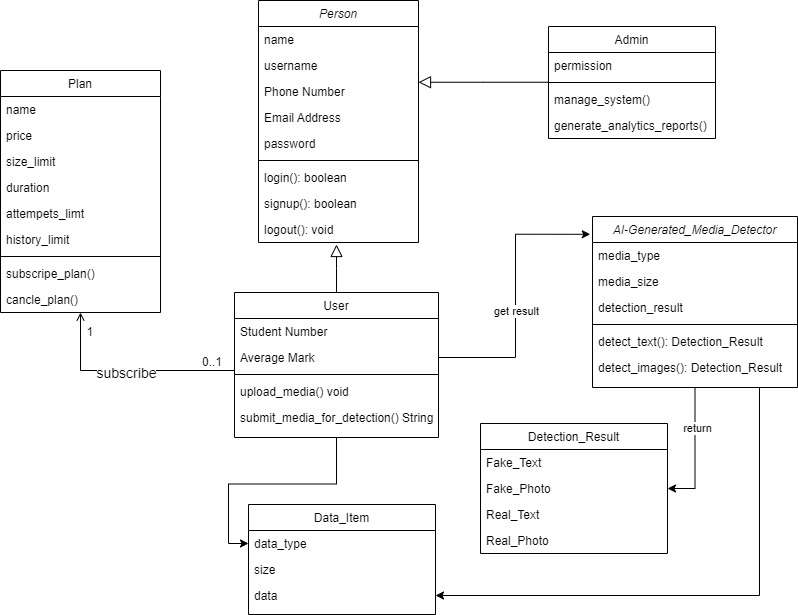 Person
name
username
Phone Number
Email Address
password
login(): boolean
signup(): boolean
logout(): void
Admin
permission
manage_system()
generate_analytics_reports()
Plan
name
price
size_limit
duration
attempets_limt
history_limit
subscripe_plan()
cancle_plan()
1
subscribe
0..1
User
Student Number
Average Mark
upload_media() void
submit_media_for_detection() String
get result
AI-Generated_Media_Detector
media_type
media_size
detection_result
detect_text(): Detection_Result
detect_images(): Detection_Result
return
Detection_Result
Fake_Text
Fake_Photo
Real_Text
Real_Photo
Data_Item
data_type
size
data